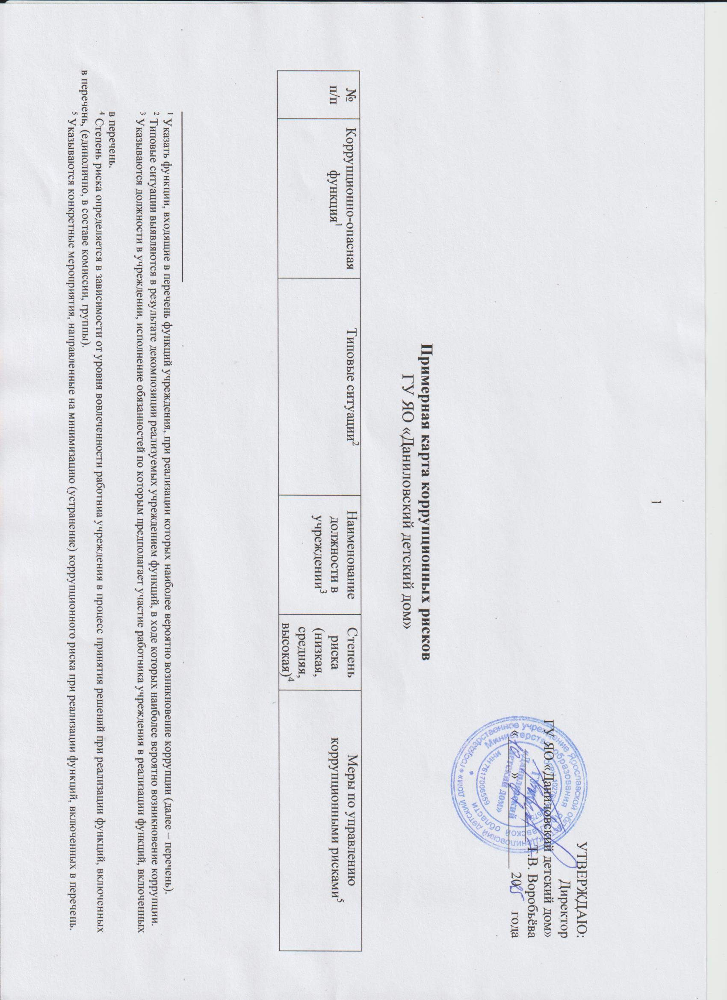 1
УТВЕРЖДАЮ:
Директор
ГУ ЯО«Даниловский детский дом»
Т.В. Воробьёва
« » 2025 года
государственное учреждение Ярославской области
«Даниловский детский дом»
Министерство образования
Ярославской области
ИНН 7617006559
«Даниловский
детский дом»
Примерная карта коррупционных рисков
ГУ ЯО «Даниловский детский дом»
№
п/п
Коррупционно-опасная
функция¹
Типовые ситуации²
Наименование
должности в
учреждении³
Степень
риска
(низкая,
средняя,
высокая)⁴
Меры по управлению
коррупционными рисками⁵
¹ Указать функции, входящие в перечень функций учреждения, при реализации которых наиболее вероятно возникновение коррупции (далее – перечень).
² Типовые ситуации выявляются в результате декомпозиции реализуемых учреждением функций, в ходе которых наиболее вероятно возникновение коррупции.
³ Указываются должности в учреждении, исполнение обязанностей по которым предполагает участие работника учреждения в реализации функций, включенных
в перечень.
⁴ Степень риска определяется в зависимости от уровня вовлеченности работниа учреждения в процесс принятия решений при реализации функций, включенных
в перечень, (единолично, в составе комиссии, группы).
⁵ Указываются конкретные мероприятия, направленные на минимизацию (устранение) коррупционного риска при реализации функций, включенных в перечень.